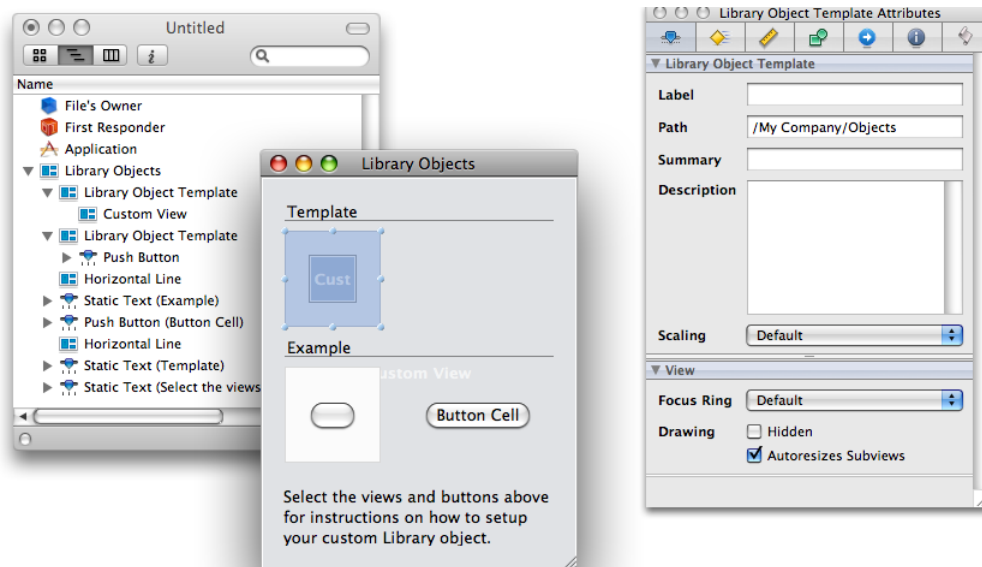 Untitled
Name
File's Owner
First Responder
Application
Library Objects
Library Object Template
Custom View
Library Object Template
Push Button
Horizontal Line
Static Text (Example)
Push Button (Button Cell)
Horizontal Line
Static Text (Template)
Static Text (Select the views
Library Objects
Template
Cust
Example
ustom View
Button Cell
Select the views and buttons above
for instructions on how to setup
your custom Library object.
Library Object Template Attributes
Library Object Template
Label
Path /My Company/Objects
Summary
Description
Scaling Default
View
Focus Ring Default
Drawing Hidden
Autoresizes Subviews